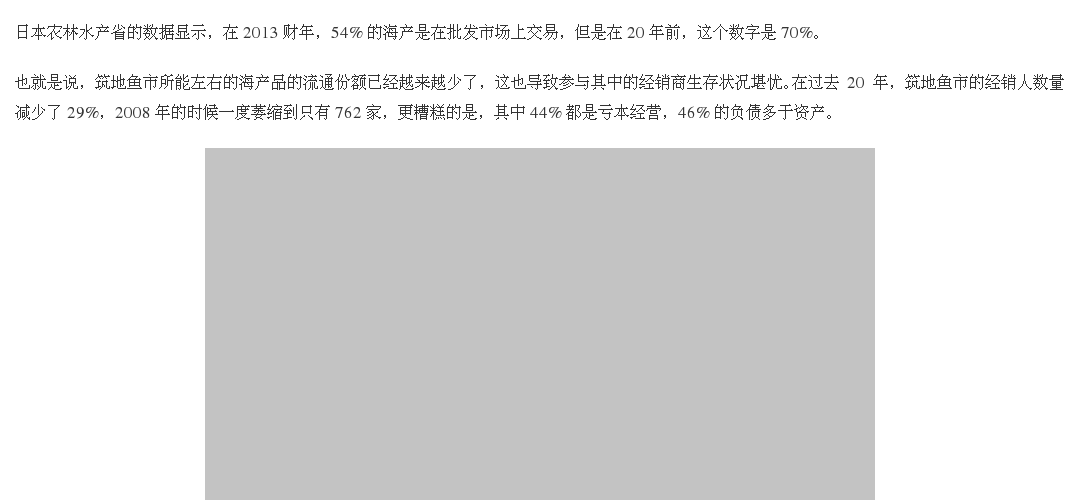 日本农林水产省的数据显示，在 2013 财年，54% 的海产是在批发市场上交易，但是在 20 年前，这个数字是 70%。
也就是说，筑地鱼市所能左右的海产品的流通份额已经越来越少了，这也导致参与其中的经销商生存状况堪忧。在过去 20 年，筑地鱼市的经销人数量
减少了 29%，2008 年的时候一度萎缩到只有 762 家，更糟糕的是，其中 44% 都是亏本经营，46% 的负债多于资产。